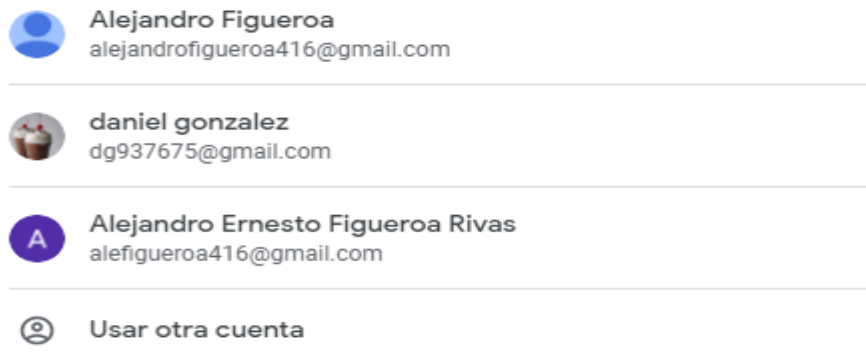 Alejandro Figueroa
alejandrofigueroa416@gmail.com
daniel gonzalez
dg937675@gmail.com
A
Alejandro Ernesto Figueroa Rivas
alefigueroa416@gmail.com
Usar otra cuenta